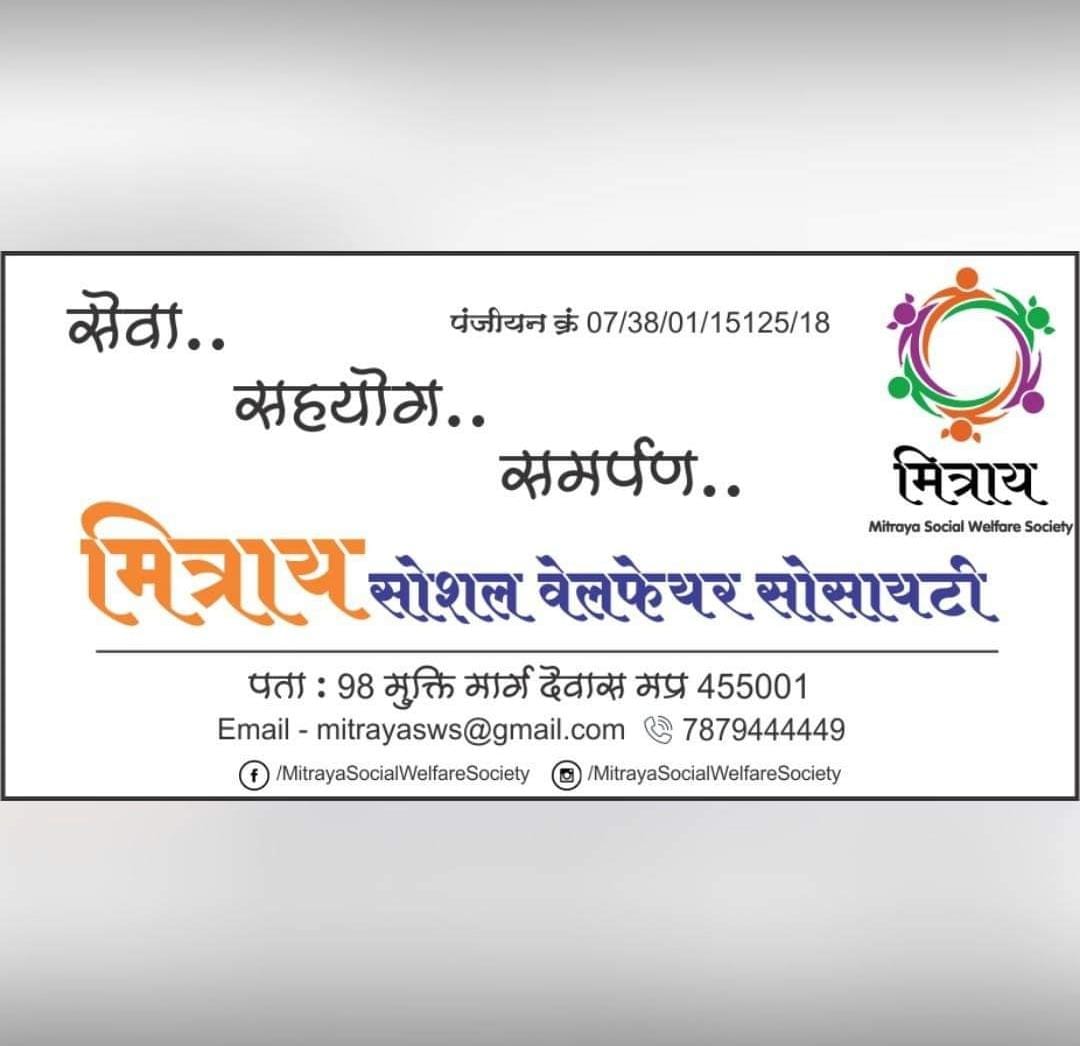 सेवा..
पंजीयन क्रं 07/38/01/15125/18
सहयोग..
समर्पण..
मित्राय
Mitraya Social Welfare Society
मित्राय सोशल वेलफेयर सोसायटी
पता : 98 मुक्ति मार्ग देवास मप्र 455001
Email - mitrayasws@gmail.com 7879444449
/MitrayaSocialWelfareSociety /MitrayaSocialWelfareSociety